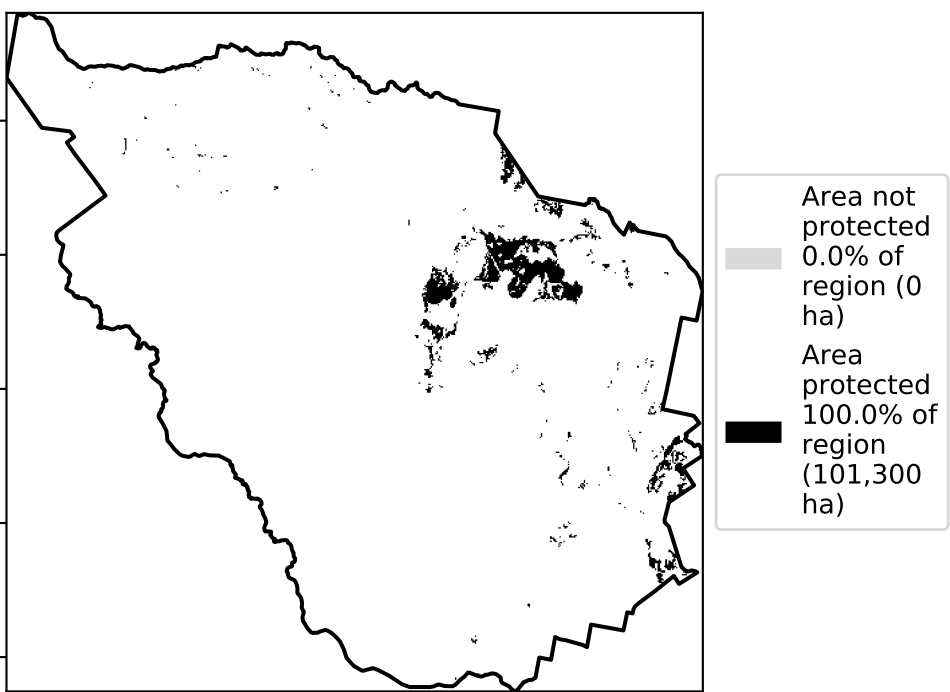 Area not
protected
0.0% of
region (0
ha)
Area
protected
100.0% of
region
(101,300
ha)